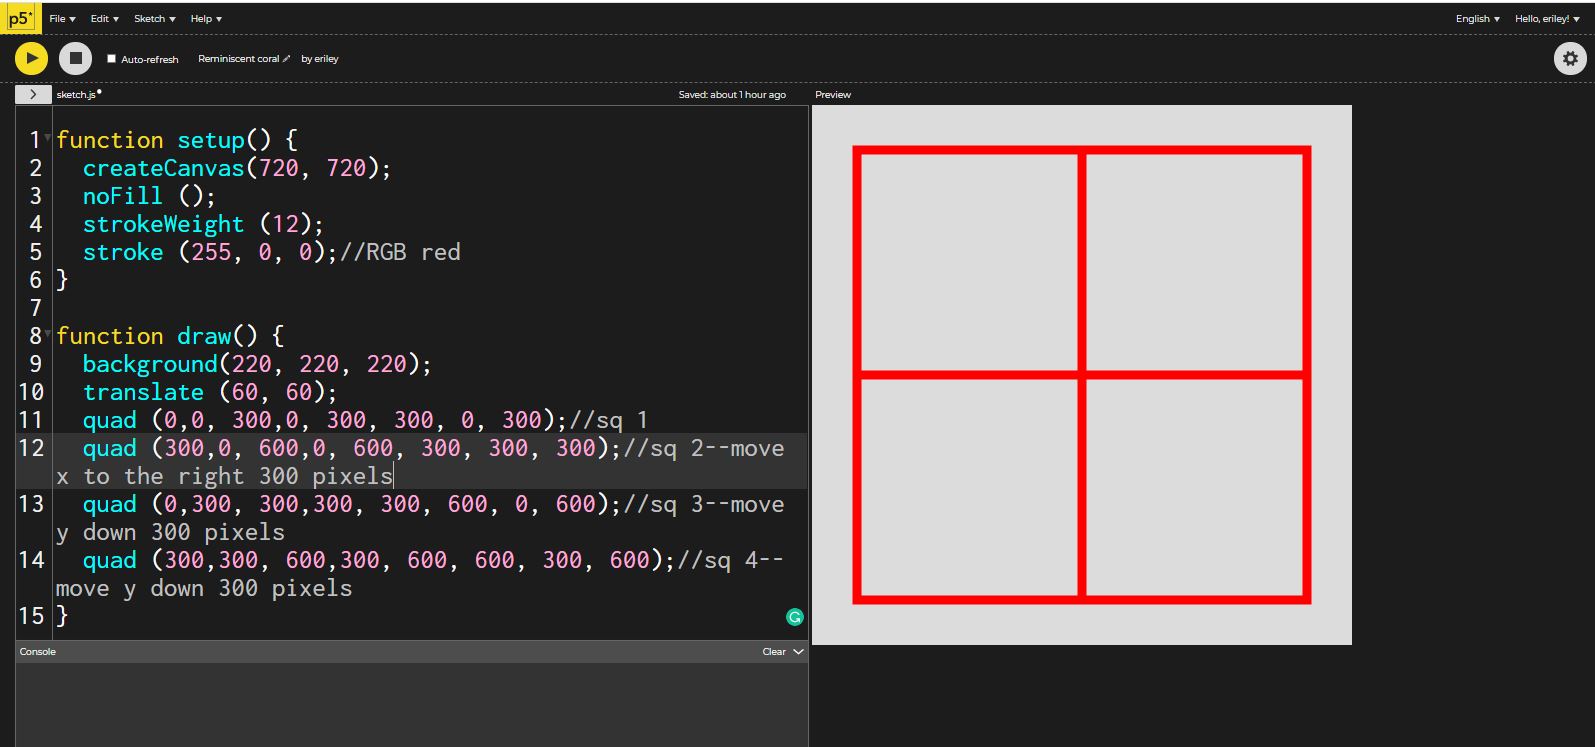 p5* File Edit Sketch Help English Hello, eriley!
Auto-refresh Reminiscent coral by eriley
sketch.js Saved: about 1 hour ago Preview
1 function setup() {
2 createCanvas(720, 720);
3 noFill ();
4 strokeWeight (12);
5 stroke (255, 0, 0);//RGB red
6 }
7
8 function draw() {
9 background(220, 220, 220);
10 translate (60, 60);
11 quad (0,0, 300,0, 300, 300, 0, 300);//sq 1
12 quad (300,0, 600,0, 600, 300, 300, 300);//sq 2--move
x to the right 300 pixels
13 quad (0,300, 300,300, 300, 600, 0, 600);//sq 3--move
y down 300 pixels
14 quad (300,300, 600,300, 600, 600, 300, 600);//sq 4--
move y down 300 pixels
15 }
Console Clear